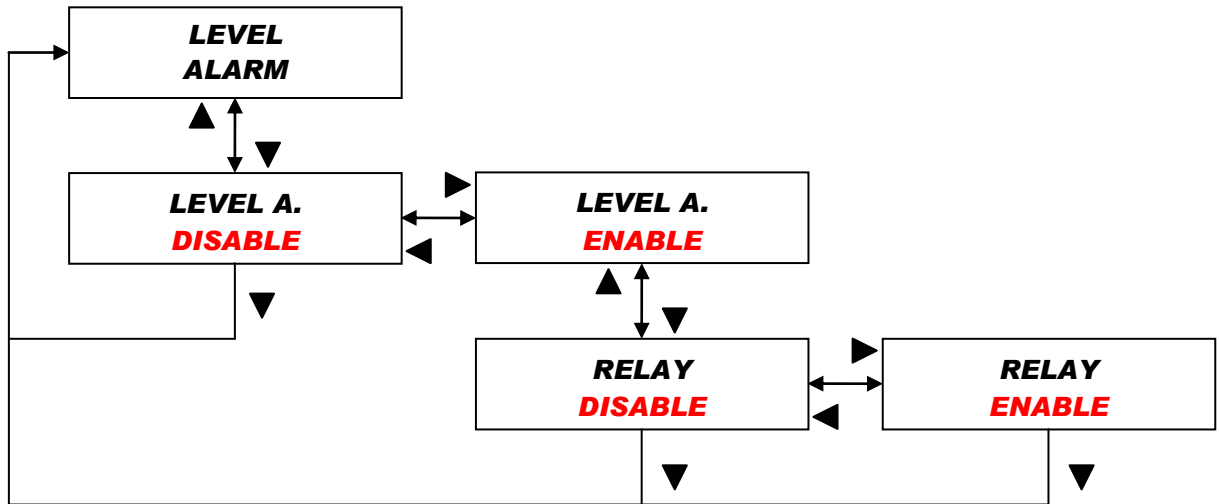 LEVEL
ALARM
LEVEL A.
DISABLE
LEVEL A.
ENABLE
RELAY
DISABLE
RELAY
ENABLE